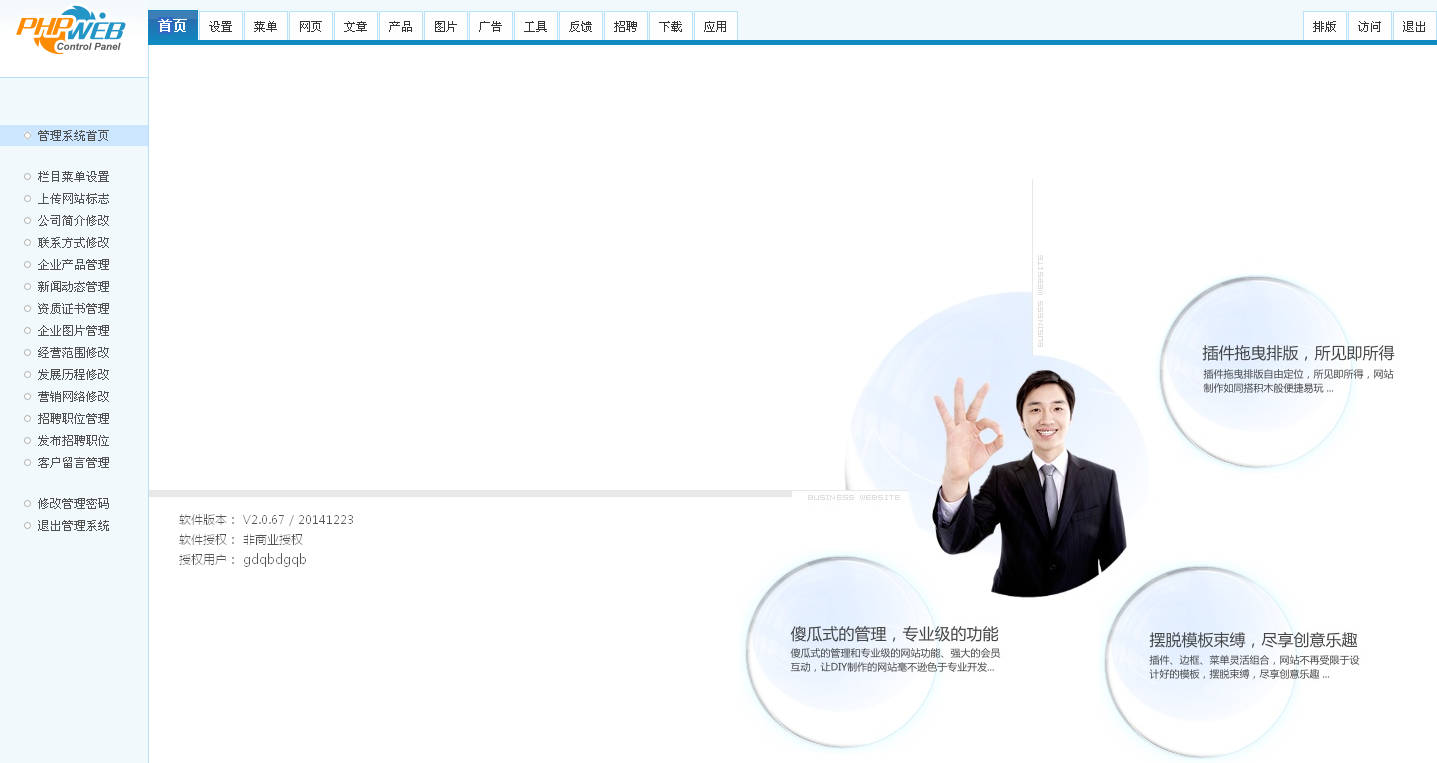 PHPWEB
Control Panel
首页 设置 菜单 网页 文章 产品 图片 广告 工具 反馈 招聘 下载 应用 排版 访问 退出
管理系统首页
栏目菜单设置
上传网站标志
公司简介修改
联系方式修改
企业产品管理
新闻动态管理
资质证书管理
企业图片管理
经营范围修改
发展历程修改
营销网络修改
招聘职位管理
发布招聘职位
客户留言管理
修改管理密码
退出管理系统
BUSINESS WEBSITE
插件拖曳排版，所见即所得
插件拖曳排版自由定位，所见即所得，网站
制作如同搭积木般便捷易玩 ...
BUSINESS WEBSITE
软件版本： V2.0.67 / 20141223
软件授权： 非商业授权
授权用户： gdqbdgqb
傻瓜式的管理，专业级的功能
傻瓜式的管理和专业级的网站功能、强大的会员
互动，让DIY制作的网站毫不逊色于专业开发...
摆脱模板束缚，尽享创意乐趣
插件、边框、菜单灵活组合，网站不再受限于设
计好的模板，摆脱束缚，尽享创意乐趣 ...